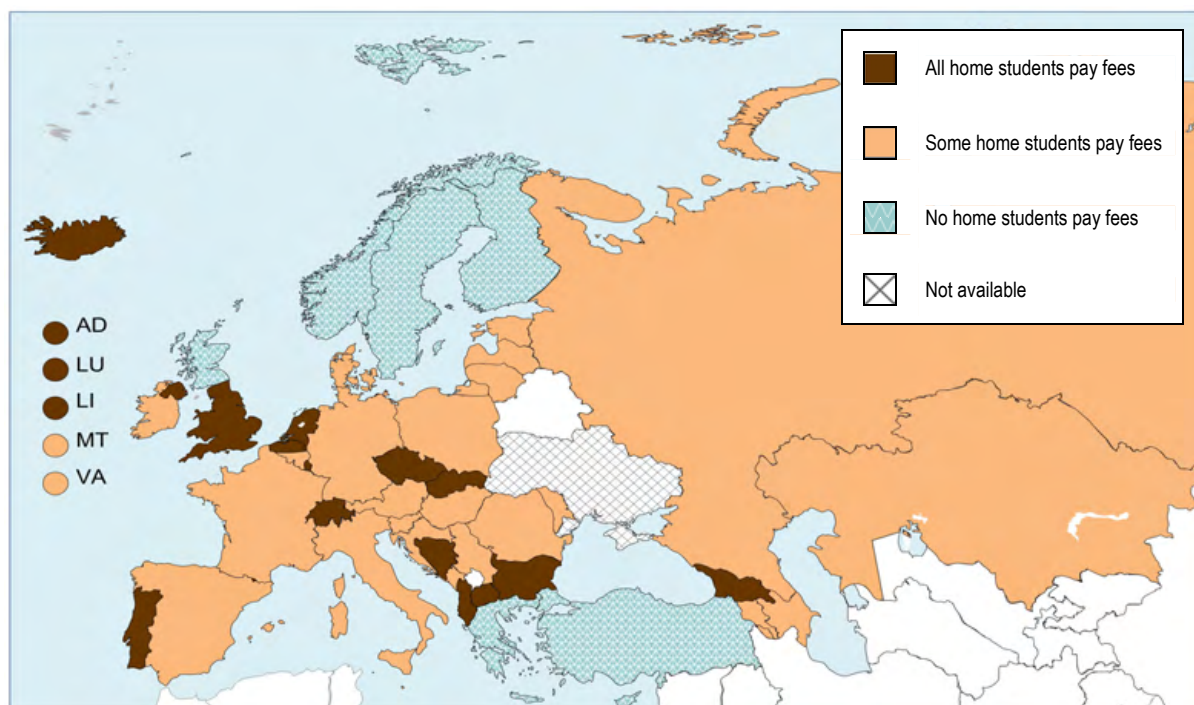 All home students pay fees
Some home students pay fees
No home students pay fees
Not available
AD
LU
LI
MT
VA